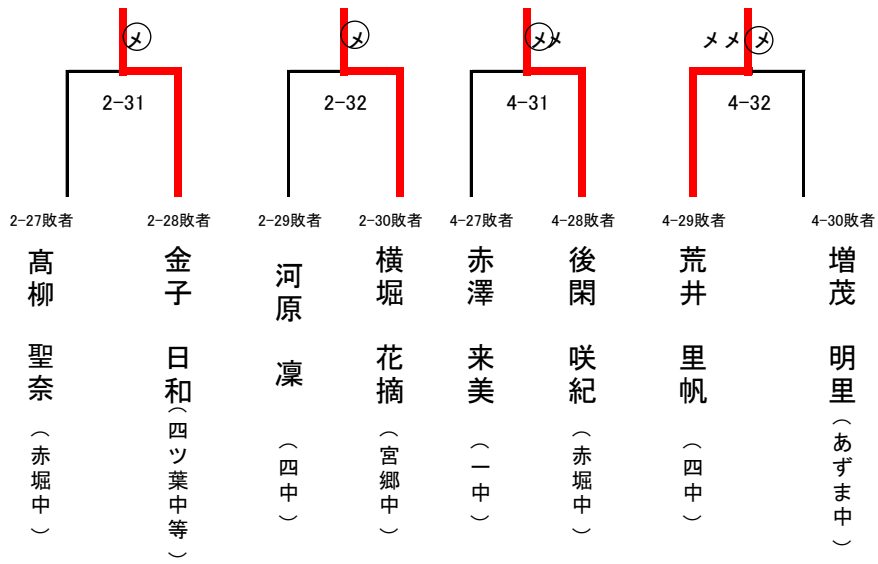 メ メ メメ メメメ
2-31 2-32 4-31 4-32
2-27敗者 2-28敗者 2-29敗者 2-30敗者 4-27敗者 4-28敗者 4-29敗者 4-30敗者
髙柳 聖奈（赤堀中）
金子 日和（四ツ葉中等）
河原 凜（四中）
横堀 花摘（宮郷中）
赤澤 来美（一中）
後閑 咲紀（赤堀中）
荒井 里帆（四中）
増茂 明里（あずま中）